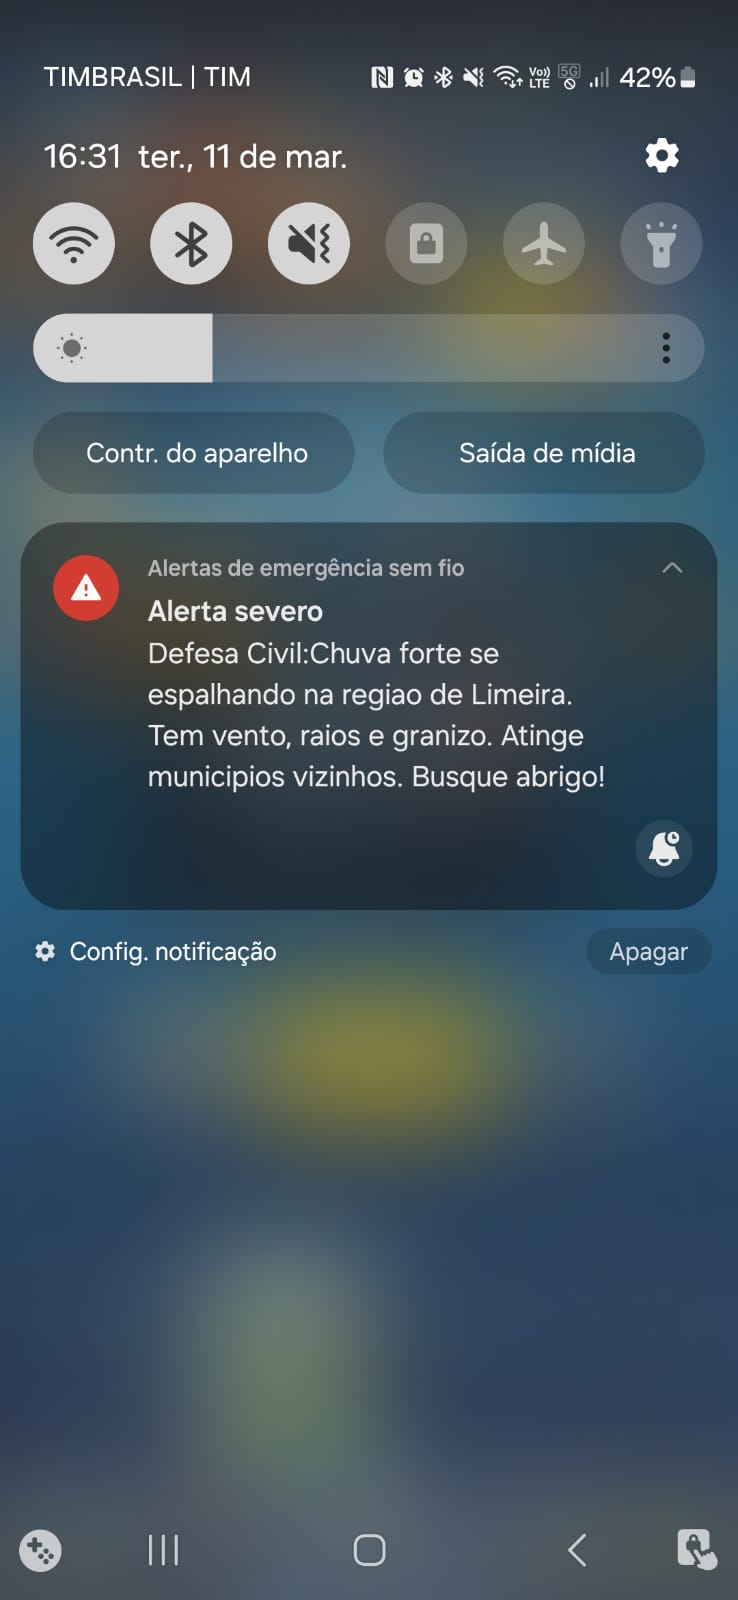 TIMBRASIL | TIM
Vo)) LTE 5G 42%
16:31 ter., 11 de mar.
Contr. do aparelho
Saída de mídia
Alertas de emergência sem fio
Alerta severo
Defesa Civil:Chuva forte se
espalhando na regiao de Limeira.
Tem vento, raios e granizo. Atinge
municipios vizinhos. Busque abrigo!
Config. notificação
Apagar